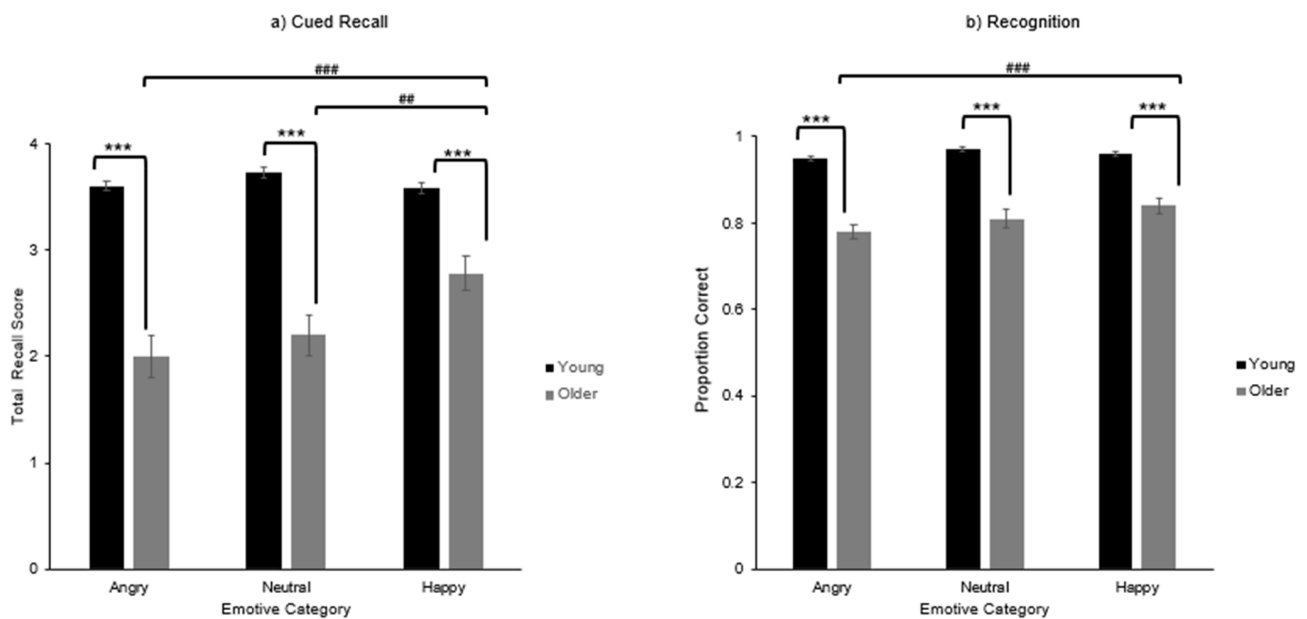 a) Cued Recall
###
##
***
***
***
4
3
2
1
0
Total Recall Score
Angry
Neutral
Happy
Emotive Category
Young
Older
b) Recognition
###
***
***
***
1
0.8
0.6
0.4
0.2
0
Proportion Correct
Angry
Neutral
Happy
Emotive Category
Young
Older